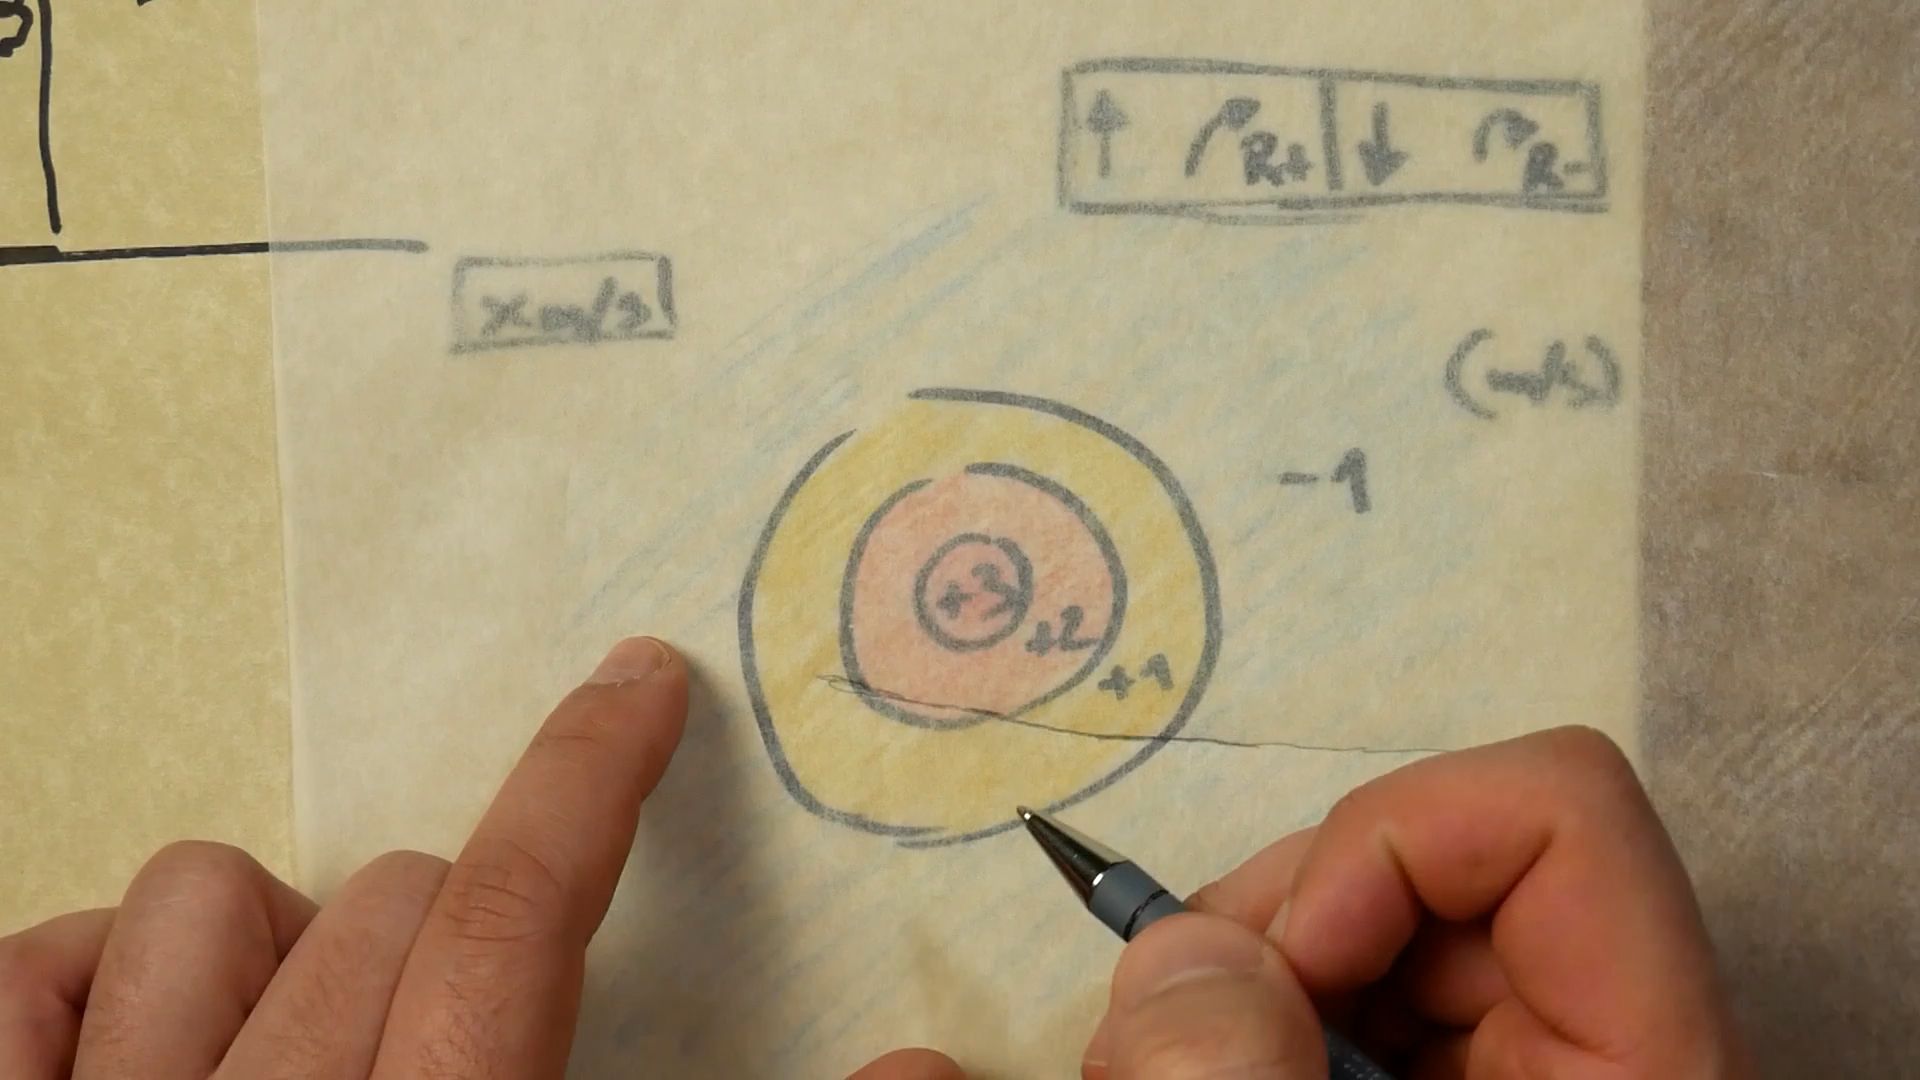 ↑ R+ ↓ R-
x m/s
(m/s)
-1
+3
+2
+1